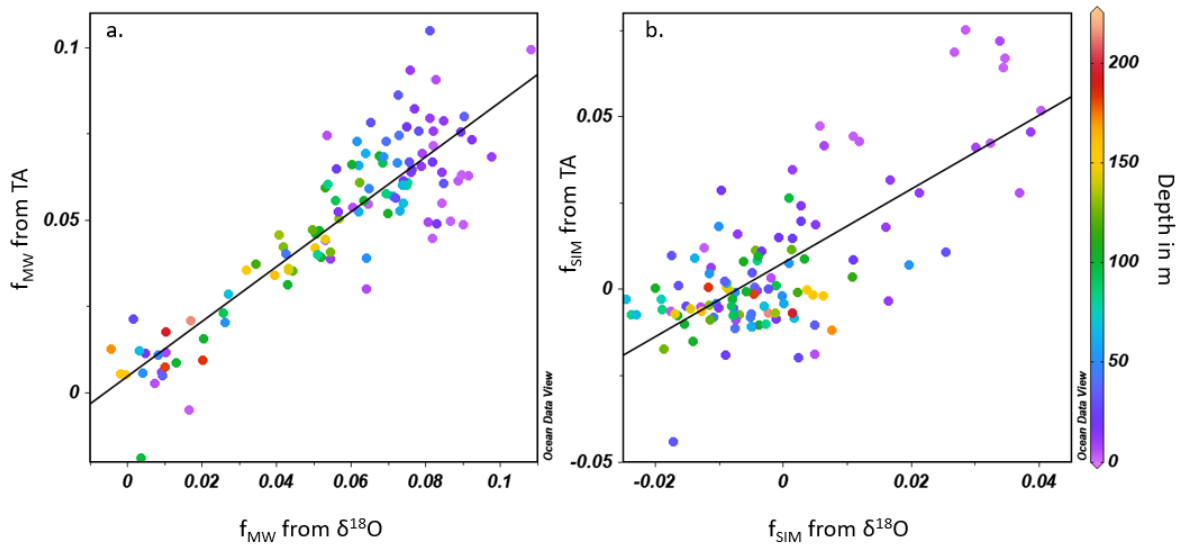 a.
0.1
0.05
0
f_MW from TA
0 0.02 0.04 0.06 0.08 0.1
f_MW from δ¹⁸O
Ocean Data View
b.
0.05
0
-0.05
f_SIM from TA
-0.02 0 0.02 0.04
f_SIM from δ¹⁸O
Ocean Data View
200
150
100
50
0
Depth in m